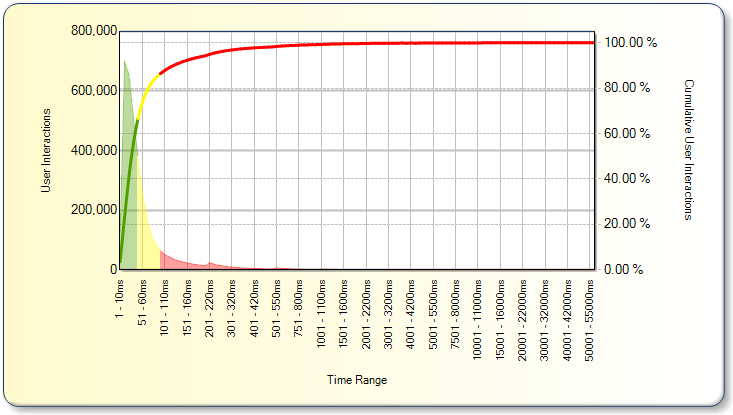 800,000
600,000
400,000
200,000
0
User Interactions
100.00 %
80.00 %
60.00 %
40.00 %
20.00 %
0.00 %
Cumulative User Interactions
1 - 10ms
51 - 60ms
101 - 110ms
151 - 160ms
201 - 220ms
301 - 320ms
401 - 420ms
501 - 550ms
751 - 800ms
1001 - 1100ms
1501 - 1600ms
2001 - 2200ms
3001 - 3200ms
4001 - 4200ms
5001 - 5500ms
7501 - 8000ms
10001 - 11000ms
15001 - 16000ms
20001 - 22000ms
30001 - 32000ms
40001 - 42000ms
50001 - 55000ms
Time Range